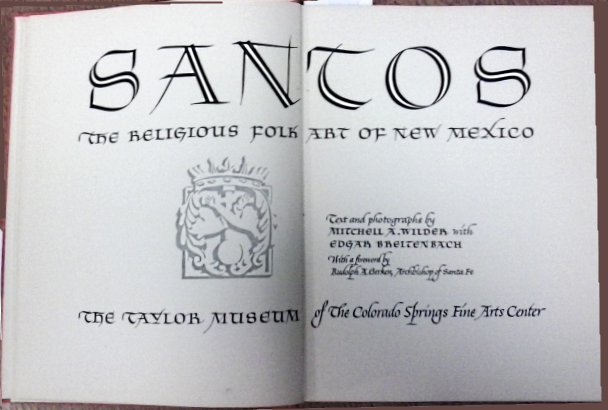 SANTOS
THE RELIGIOUS FOLK ART OF NEW MEXICO
Text and photographs by
MITCHELL A. WILDER with
EDGAR BREITENBACH
With a foreword by
Rudolph A. Gerken, Archbishop of Santa Fe
THE TAYLOR MUSEUM of The Colorado Springs Fine Arts Center